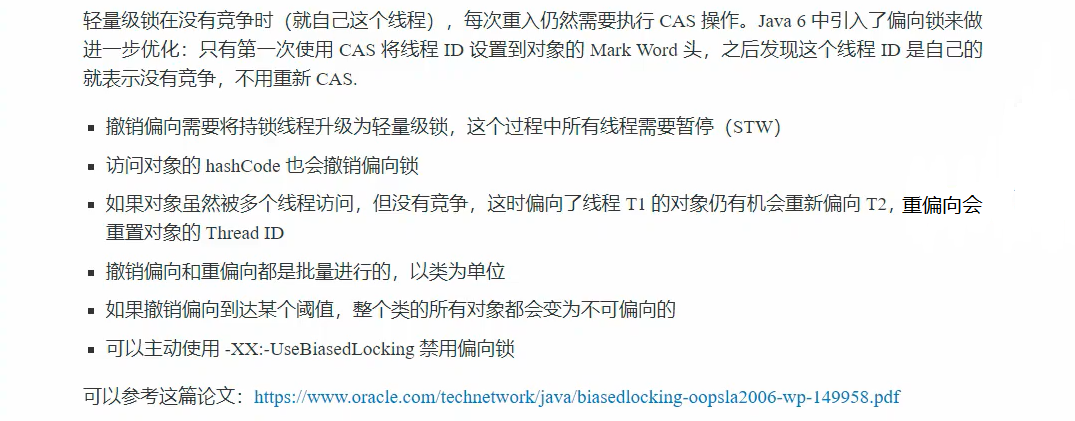 轻量级锁在没有竞争时（就自己这个线程），每次重入仍然需要执行 CAS 操作。Java 6 中引入了偏向锁来做
进一步优化：只有第一次使用 CAS 将线程 ID 设置到对象的 Mark Word 头，之后发现这个线程 ID 是自己的
就表示没有竞争，不用重新 CAS.
▪ 撤销偏向需要将持锁线程升级为轻量级锁，这个过程中所有线程需要暂停（STW）
▪ 访问对象的 hashCode 也会撤销偏向锁
▪ 如果对象虽然被多个线程访问，但没有竞争，这时偏向了线程 T1 的对象仍有机会重新偏向 T2，重偏向会
重置对象的 Thread ID
▪ 撤销偏向和重偏向都是批量进行的，以类为单位
▪ 如果撤销偏向到达某个阈值，整个类的所有对象都会变为不可偏向的
▪ 可以主动使用 -XX:-UseBiasedLocking 禁用偏向锁
可以参考这篇论文：https://www.oracle.com/technetwork/java/biasedlocking-oopsla2006-wp-149958.pdf